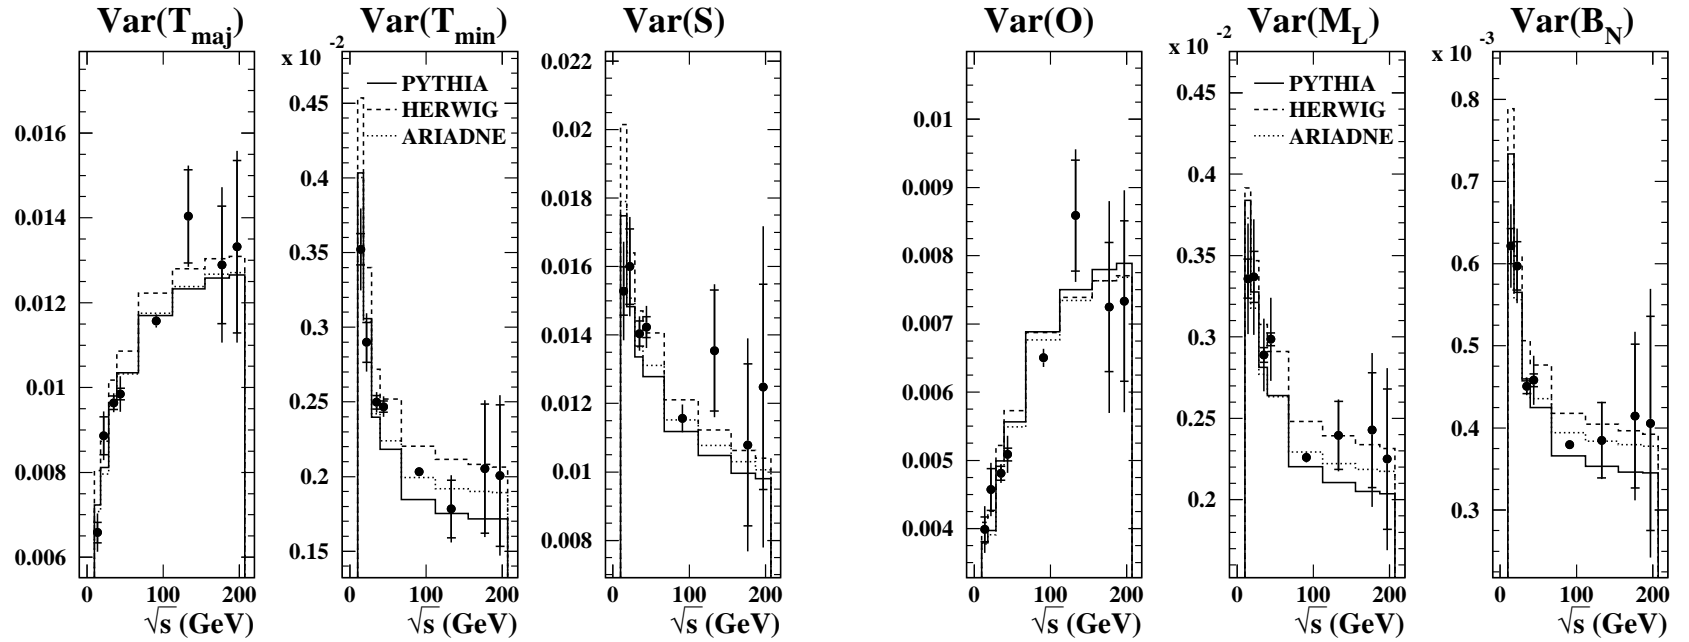 Var(T_maj)
Var(T_min)
Var(S)
Var(O)
Var(M_L)
Var(B_N)
0.016
0.014
0.012
0.01
0.008
0.006
0 100 200
√s (GeV)
x 10^-2
PYTHIA
HERWIG
ARIADNE
0.45
0.4
0.35
0.3
0.25
0.2
0.15
0 100 200
√s (GeV)
0.022
0.02
0.018
0.016
0.014
0.012
0.01
0.008
0 100 200
√s (GeV)
0.01
0.009
0.008
0.007
0.006
0.005
0.004
0 100 200
√s (GeV)
x 10^-2
PYTHIA
HERWIG
ARIADNE
0.45
0.4
0.35
0.3
0.25
0.2
0 100 200
√s (GeV)
x 10^-3
0.8
0.7
0.6
0.5
0.4
0.3
0 100 200
√s (GeV)